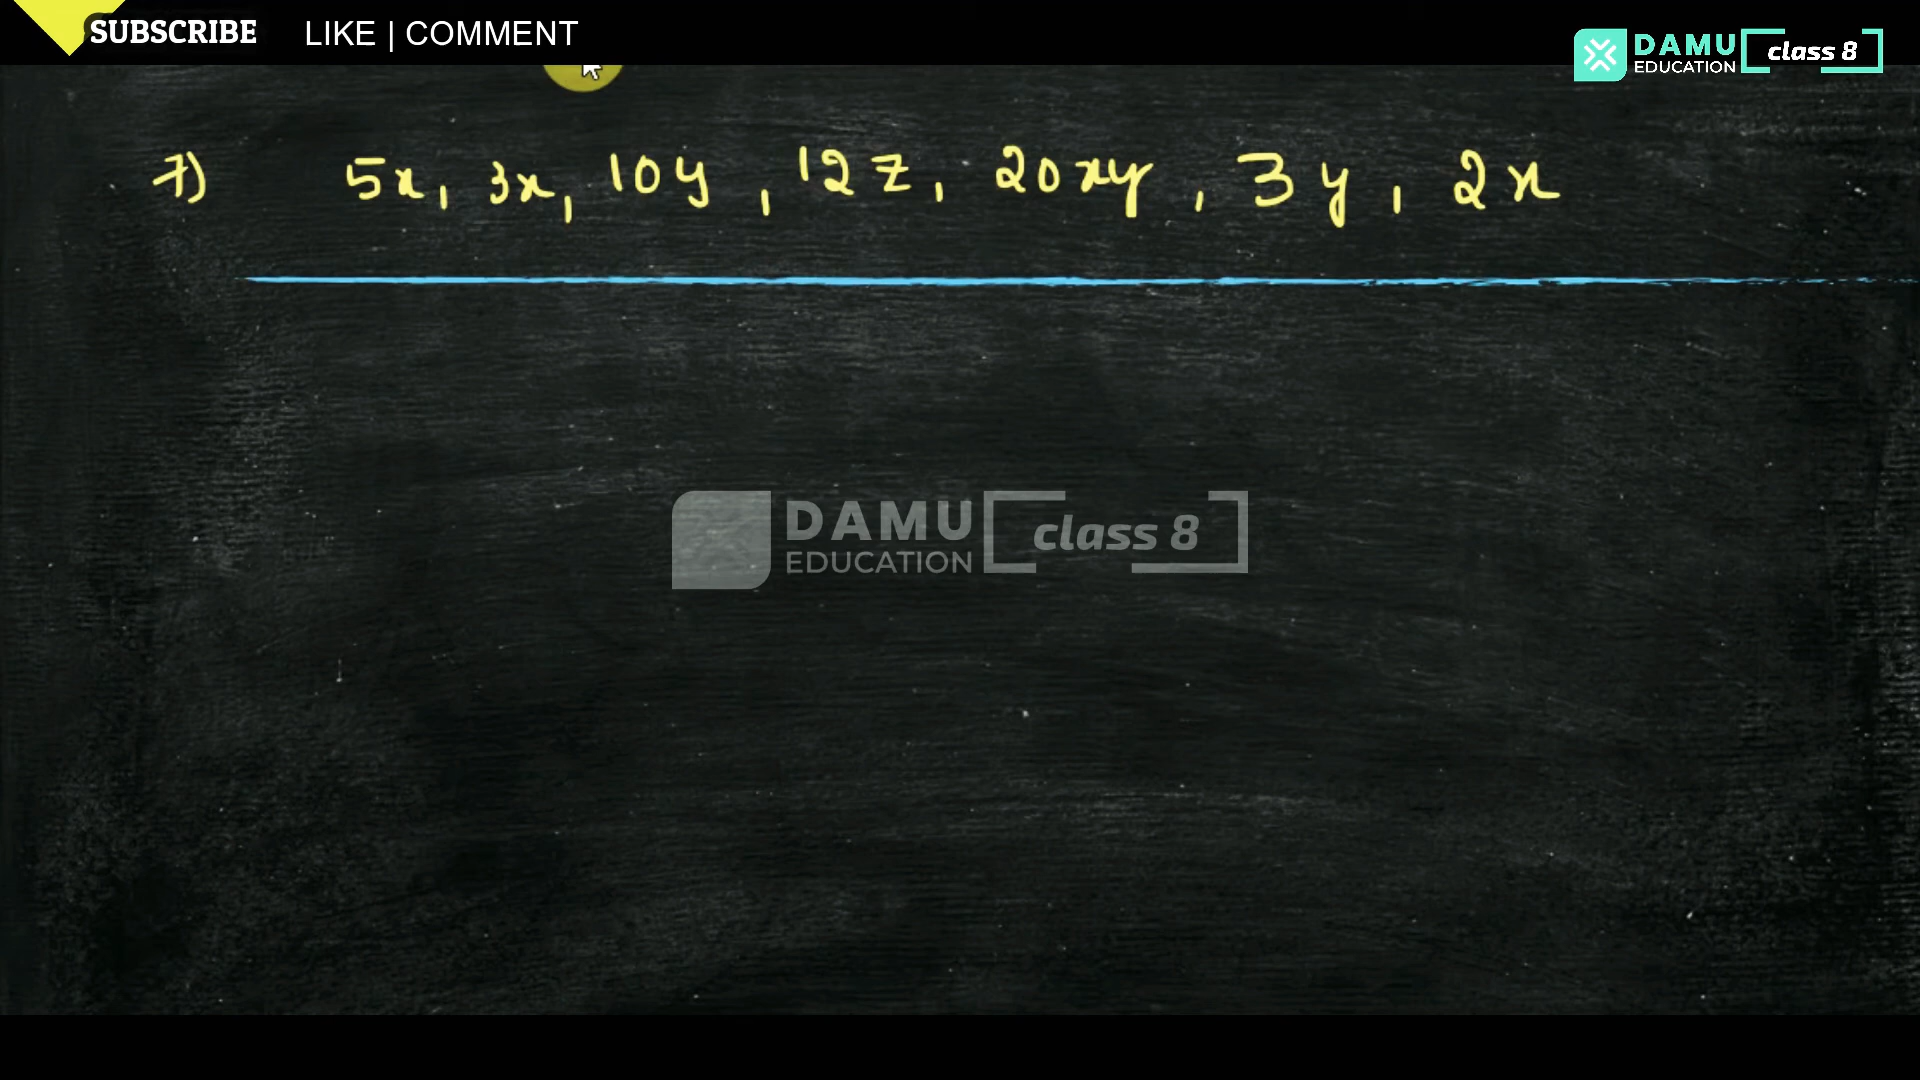 SUBSCRIBE LIKE | COMMENT
DAMU EDUCATION class 8
7) 5x, 3x, 10y, 12z, 20xy, 3y, 2x
DAMU EDUCATION class 8